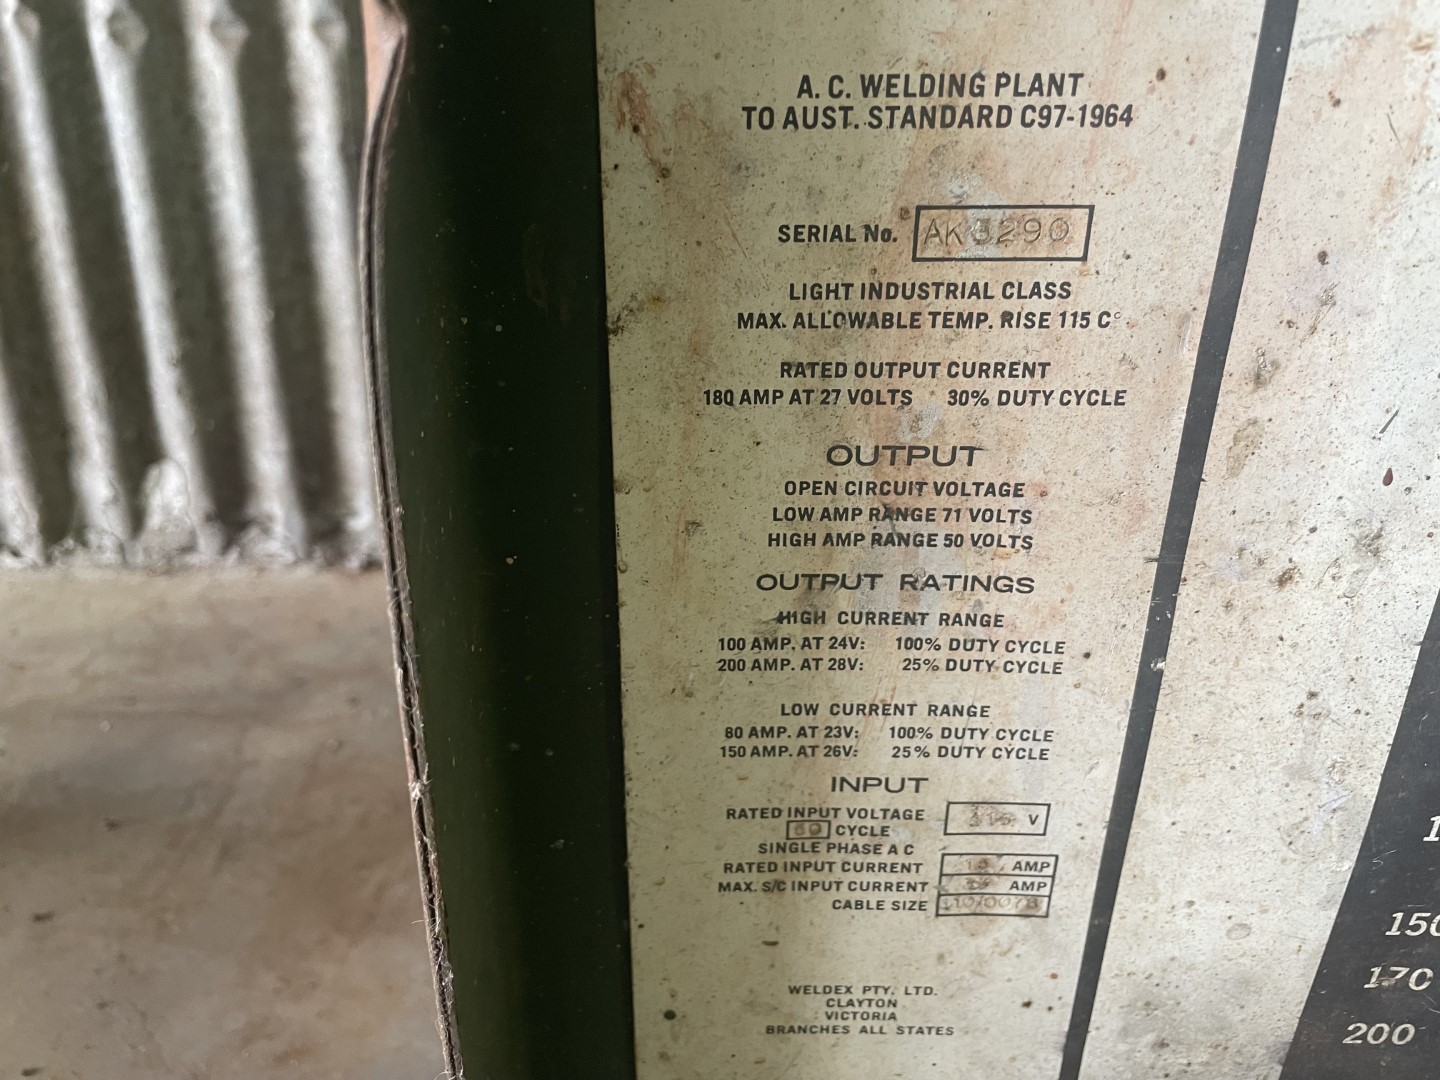 A. C. WELDING PLANT
TO AUST. STANDARD C97-1964
SERIAL No. AK5290
LIGHT INDUSTRIAL CLASS
MAX. ALLOWABLE TEMP. RISE 115 C°
RATED OUTPUT CURRENT
180 AMP AT 27 VOLTS 30% DUTY CYCLE
OUTPUT
OPEN CIRCUIT VOLTAGE
LOW AMP RANGE 71 VOLTS
HIGH AMP RANGE 50 VOLTS
OUTPUT RATINGS
HIGH CURRENT RANGE
100 AMP. AT 24V: 100% DUTY CYCLE
200 AMP. AT 28V: 25% DUTY CYCLE
LOW CURRENT RANGE
80 AMP. AT 23V: 100% DUTY CYCLE
150 AMP. AT 26V: 25% DUTY CYCLE
INPUT
RATED INPUT VOLTAGE V
50 CYCLE
SINGLE PHASE A C
RATED INPUT CURRENT 15 AMP
MAX. S/C INPUT CURRENT AMP
CABLE SIZE
WELDEX PTY. LTD.
CLAYTON
VICTORIA
BRANCHES ALL STATES
150
170
200